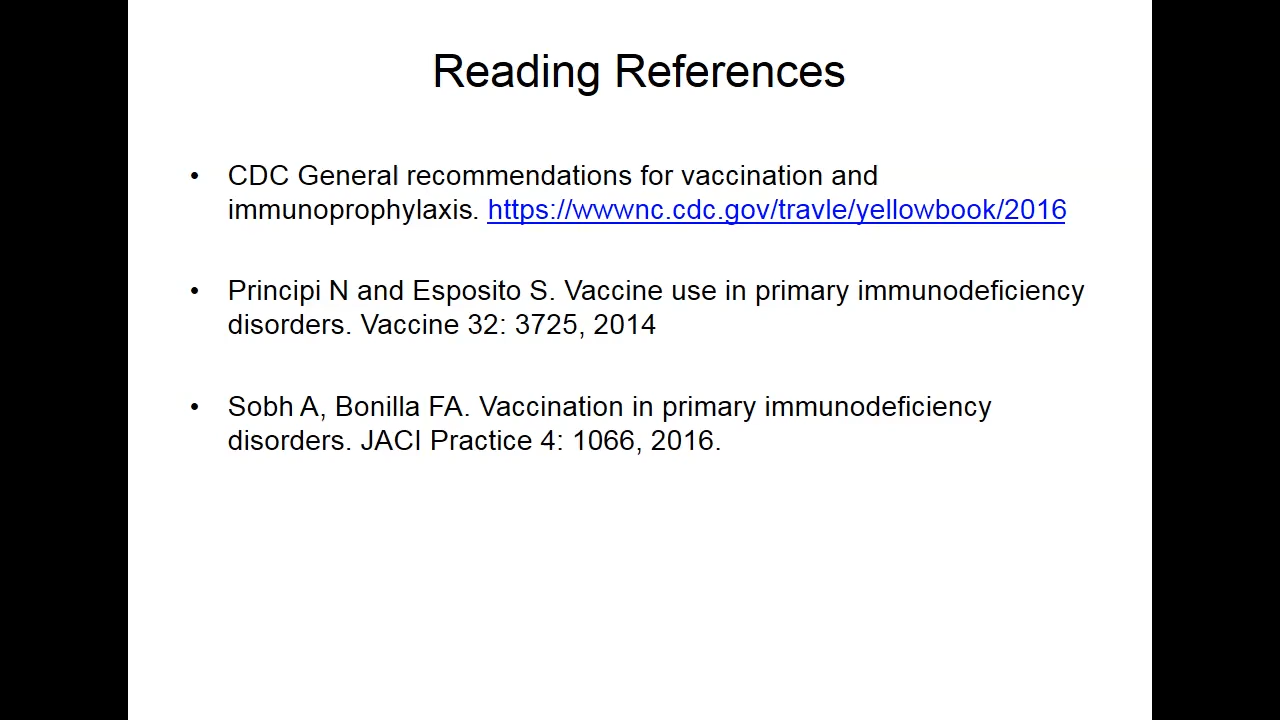 Reading References
• CDC General recommendations for vaccination and
immunoprophylaxis. https://wwwnc.cdc.gov/travle/yellowbook/2016
• Principi N and Esposito S. Vaccine use in primary immunodeficiency
disorders. Vaccine 32: 3725, 2014
• Sobh A, Bonilla FA. Vaccination in primary immunodeficiency
disorders. JACI Practice 4: 1066, 2016.